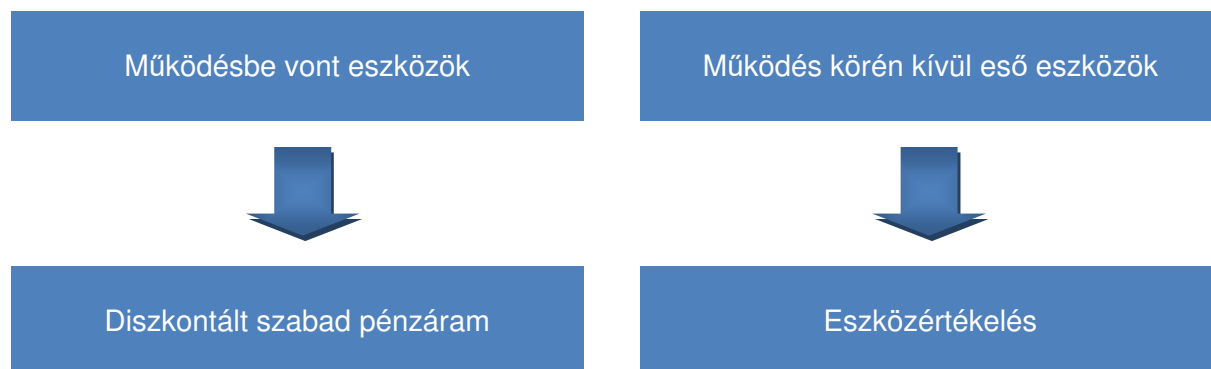 Működésbe vont eszközök
Működés körén kívül eső eszközök
Diszkontált szabad pénzáram
Eszközértékelés